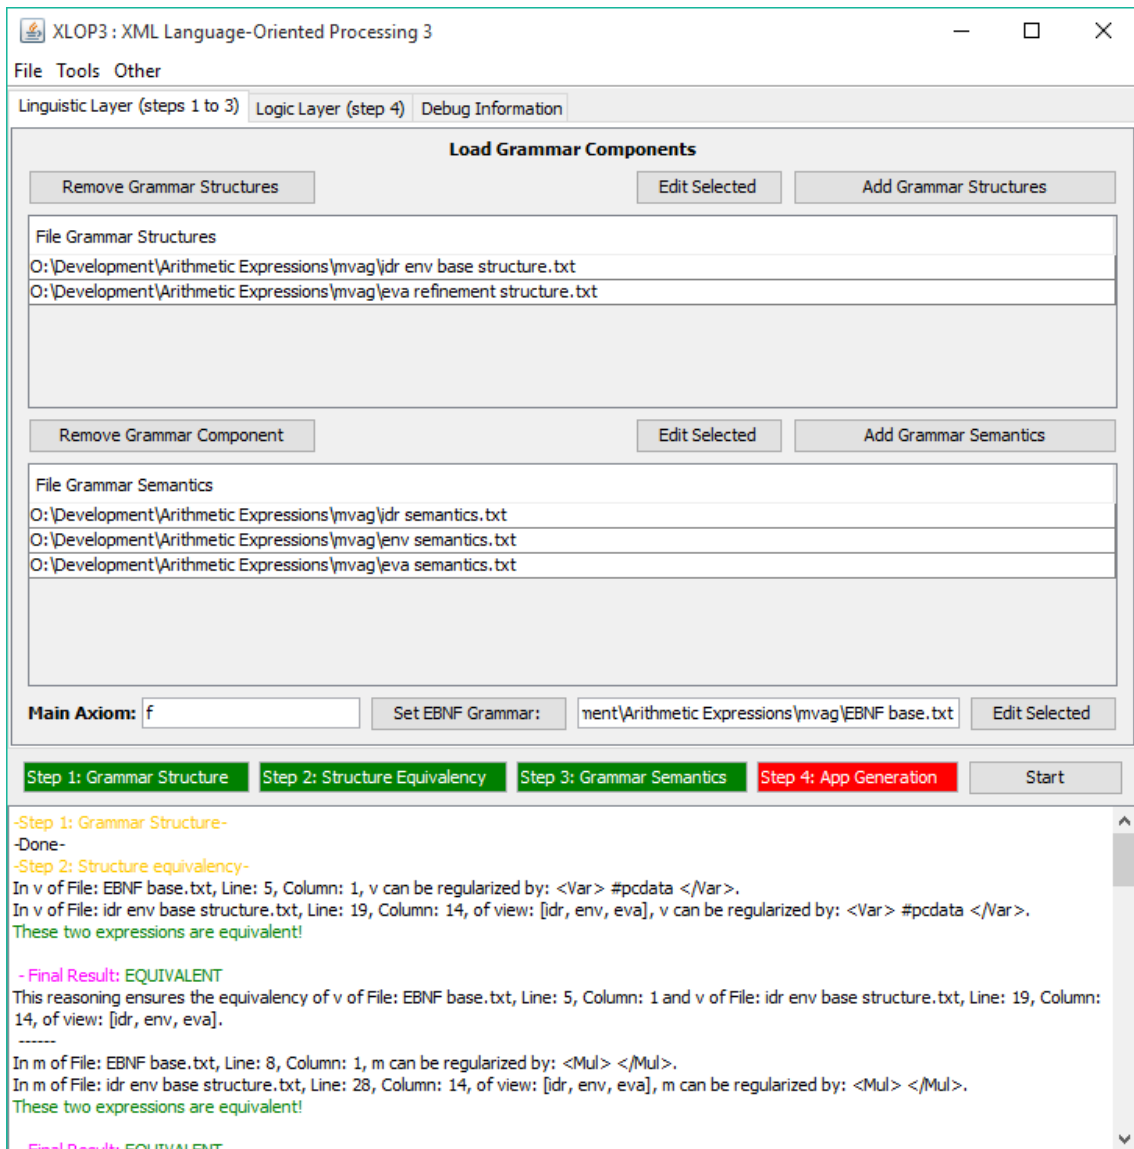 XLOP3 : XML Language-Oriented Processing 3
File Tools Other
Linguistic Layer (steps 1 to 3) Logic Layer (step 4) Debug Information
Load Grammar Components
Remove Grammar Structures Edit Selected Add Grammar Structures
File Grammar Structures
O:\Development\Arithmetic Expressions\mvag\idr env base structure.txt
O:\Development\Arithmetic Expressions\mvag\eva refinement structure.txt
Remove Grammar Component Edit Selected Add Grammar Semantics
File Grammar Semantics
O:\Development\Arithmetic Expressions\mvag\idr semantics.txt
O:\Development\Arithmetic Expressions\mvag\env semantics.txt
O:\Development\Arithmetic Expressions\mvag\eva semantics.txt
Main Axiom: f Set EBNF Grammar: ment\Arithmetic Expressions\mvag\EBNF base.txt Edit Selected
Step 1: Grammar Structure Step 2: Structure Equivalency Step 3: Grammar Semantics Step 4: App Generation Start
-Step 1: Grammar Structure-
-Done-
-Step 2: Structure equivalency-
In v of File: EBNF base.txt, Line: 5, Column: 1, v can be regularized by: <Var> #pcdata </Var>.
In v of File: idr env base structure.txt, Line: 19, Column: 14, of view: [idr, env, eva], v can be regularized by: <Var> #pcdata </Var>.
These two expressions are equivalent!
- Final Result: EQUIVALENT
This reasoning ensures the equivalency of v of File: EBNF base.txt, Line: 5, Column: 1 and v of File: idr env base structure.txt, Line: 19, Column:
14, of view: [idr, env, eva].
------
In m of File: EBNF base.txt, Line: 8, Column: 1, m can be regularized by: <Mul> </Mul>.
In m of File: idr env base structure.txt, Line: 28, Column: 14, of view: [idr, env, eva], m can be regularized by: <Mul> </Mul>.
These two expressions are equivalent!
- Final Result: EQUIVALENT